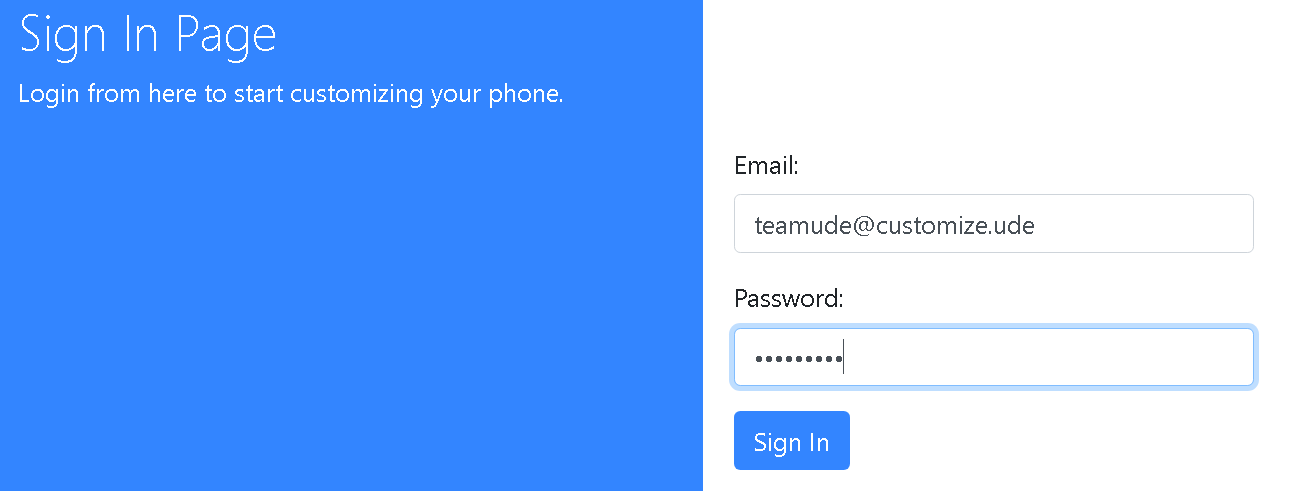 Sign In Page
Login from here to start customizing your phone.
Email:
teamude@customize.ude
Password:
•••••••••
Sign In